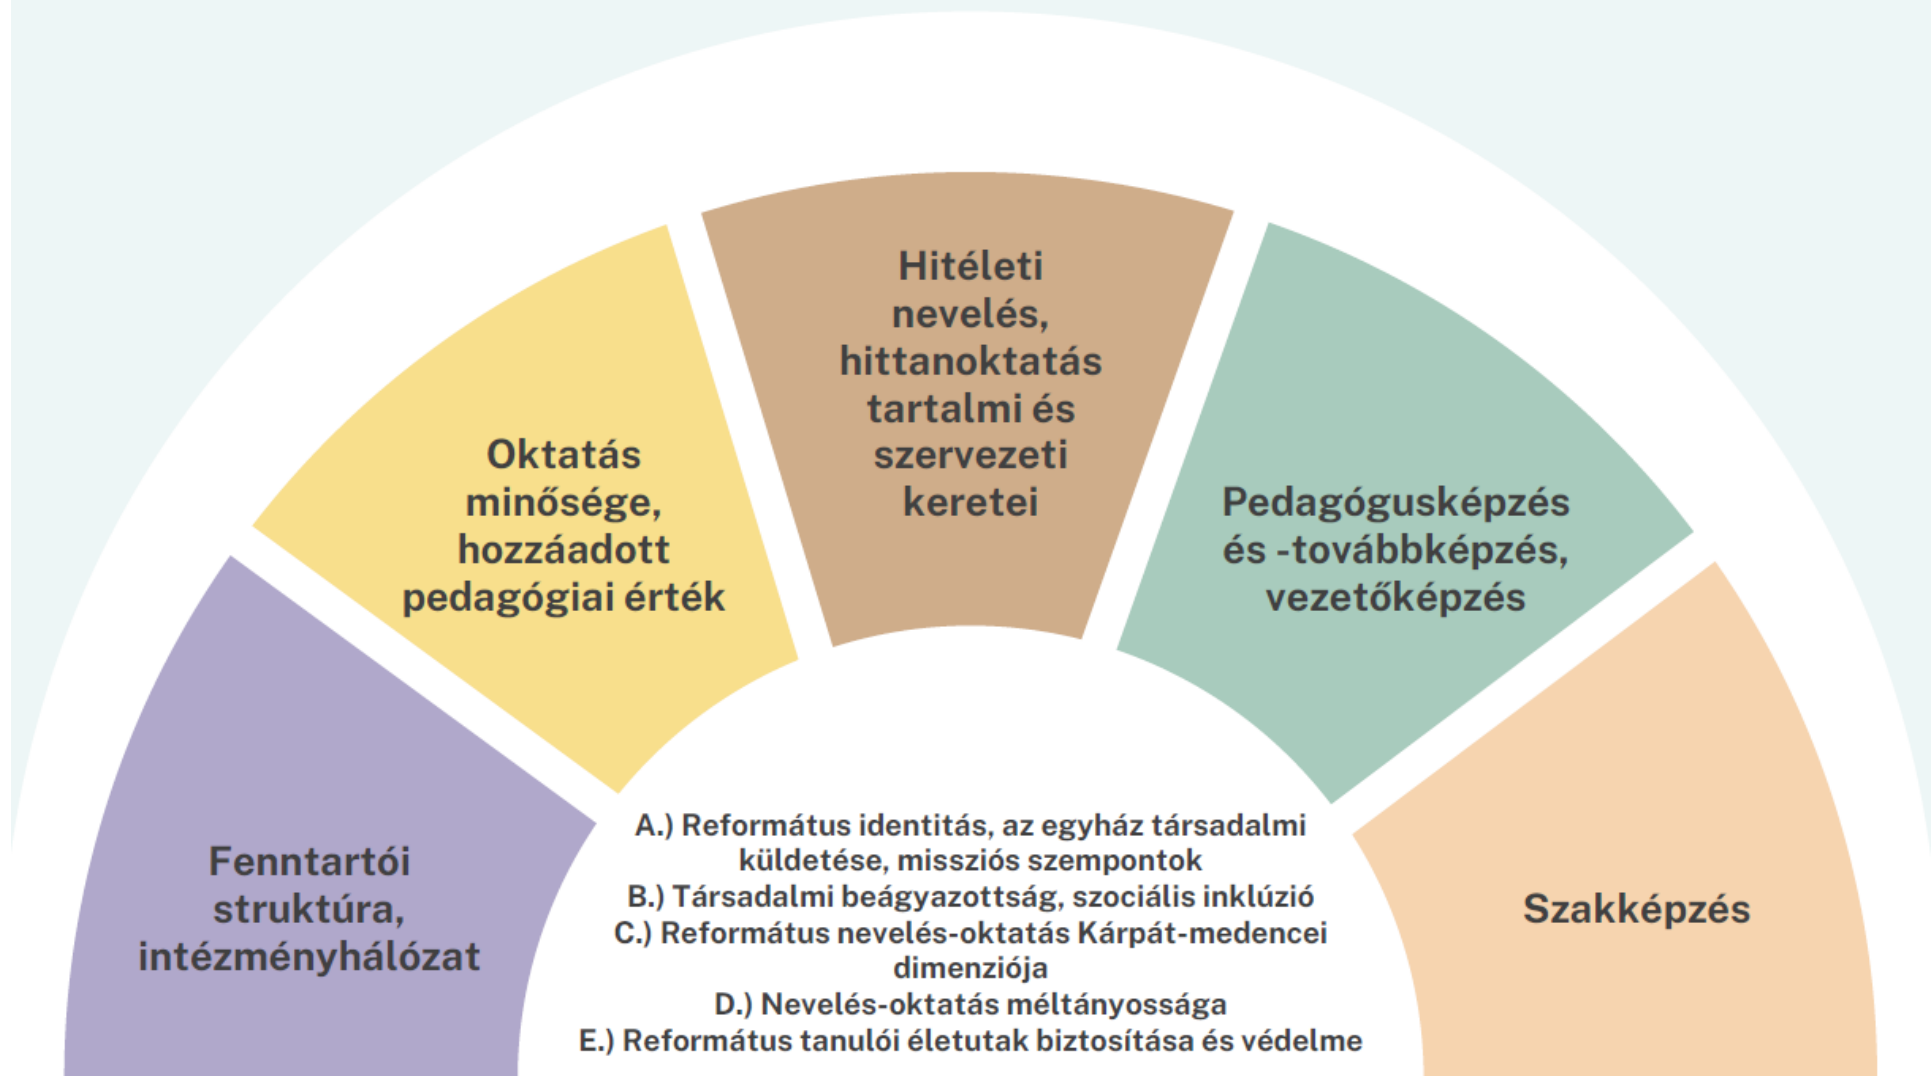 Hitéleti
nevelés,
hittanoktatás
tartalmi és
szervezeti
keretei
Oktatás
minősége,
hozzáadott
pedagógiai érték
Pedagógusképzés
és -továbbképzés,
vezetőképzés
Fenntartói
struktúra,
intézményhálózat
Szakképzés
A.) Református identitás, az egyház társadalmi
küldetése, missziós szempontok
B.) Társadalmi beágyazottság, szociális inklúzió
C.) Református nevelés-oktatás Kárpát-medencei
dimenziója
D.) Nevelés-oktatás méltányossága
E.) Református tanulói életutak biztosítása és védelme